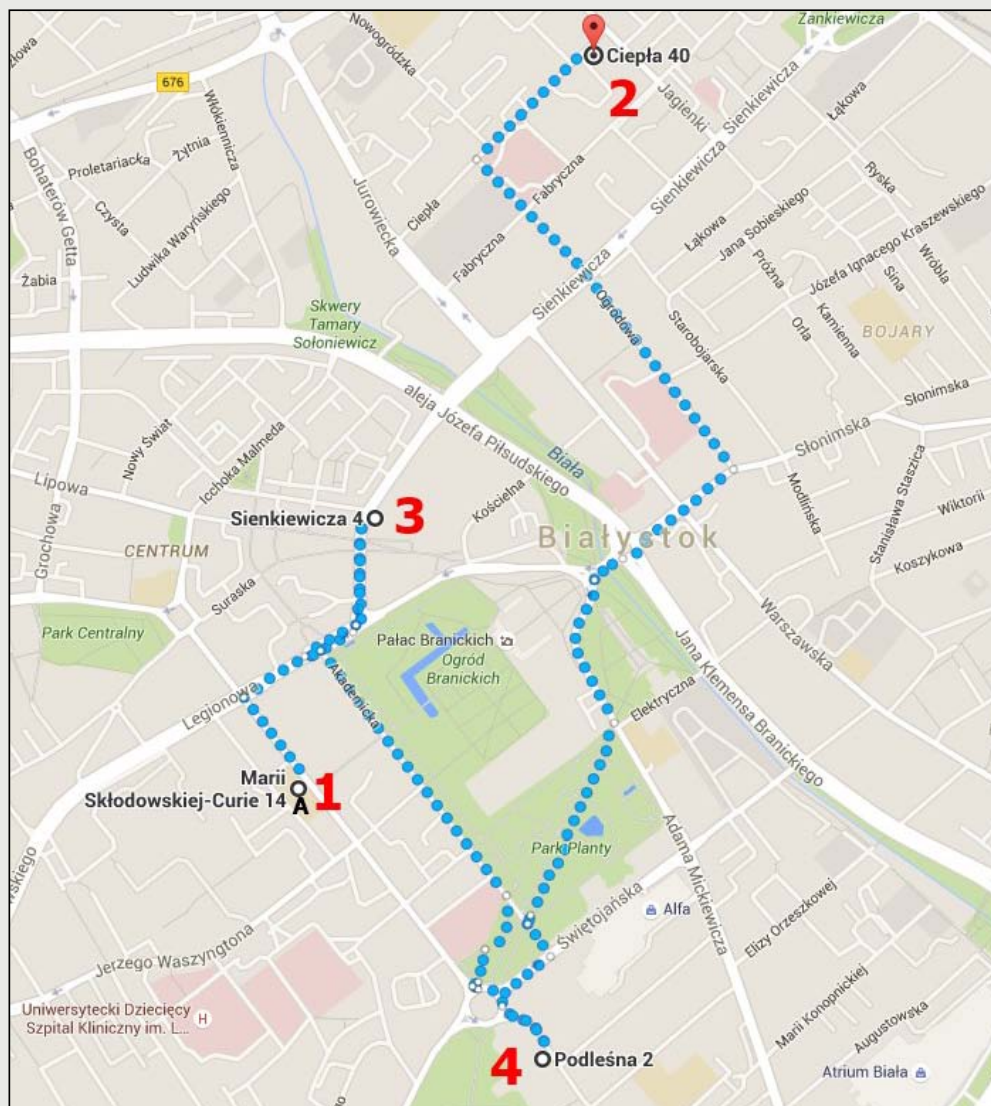 Zankiewicza
Nowogródzka
Ciepła 40
2
676
Jagienki
Łąkowa
Sienkiewicza
Włókiennicza
Żytnia
Proletariacka
Bohaterów Getta
Czysta
Ludwika Waryńskiego
Jurowiecka
Ciepła
Fabryczna
Fabryczna
Sienkiewicza
Ryska
Łąkowa
Jana Sobieskiego
Józefa Ignacego Kraszewskiego
Próżna
Sina
Wróbla
Żabia
Sienkiewicza
Ogrodowa
Starobojarska
Orla
Kamienna
BOJARY
Skwery
Tamary
Sołoniewicz
aleja Józefa Piłsudskiego
Słonimska
Słonimska
Nowy Świat
Icchoka Malmeda
Lipowa
Biała
Modlińska
Stanisława Staszica
Wiktorii
Koszykowa
Kościelna
Sienkiewicza 4
3
Białystok
Grochowa
CENTRUM
Suraska
Park Centralny
Pałac Branickich
Ogród
Branickich
Warszawska
Jana Klemensa Branickiego
Elektryczna
Akademicka
Legionowa
Marii
Skłodowskiej-Curie 14
A
1
wskiego
Park Planty
Adama Mickiewicza
Świętojańska
Alfa
Elizy Orzeszkowej
Jerzego Waszyngtona
Marii Konopnickiej
Augustowska
Uniwersytecki Dziecięcy
Szpital Kliniczny im. L...
H
4
Podleśna 2
Atrium Biała